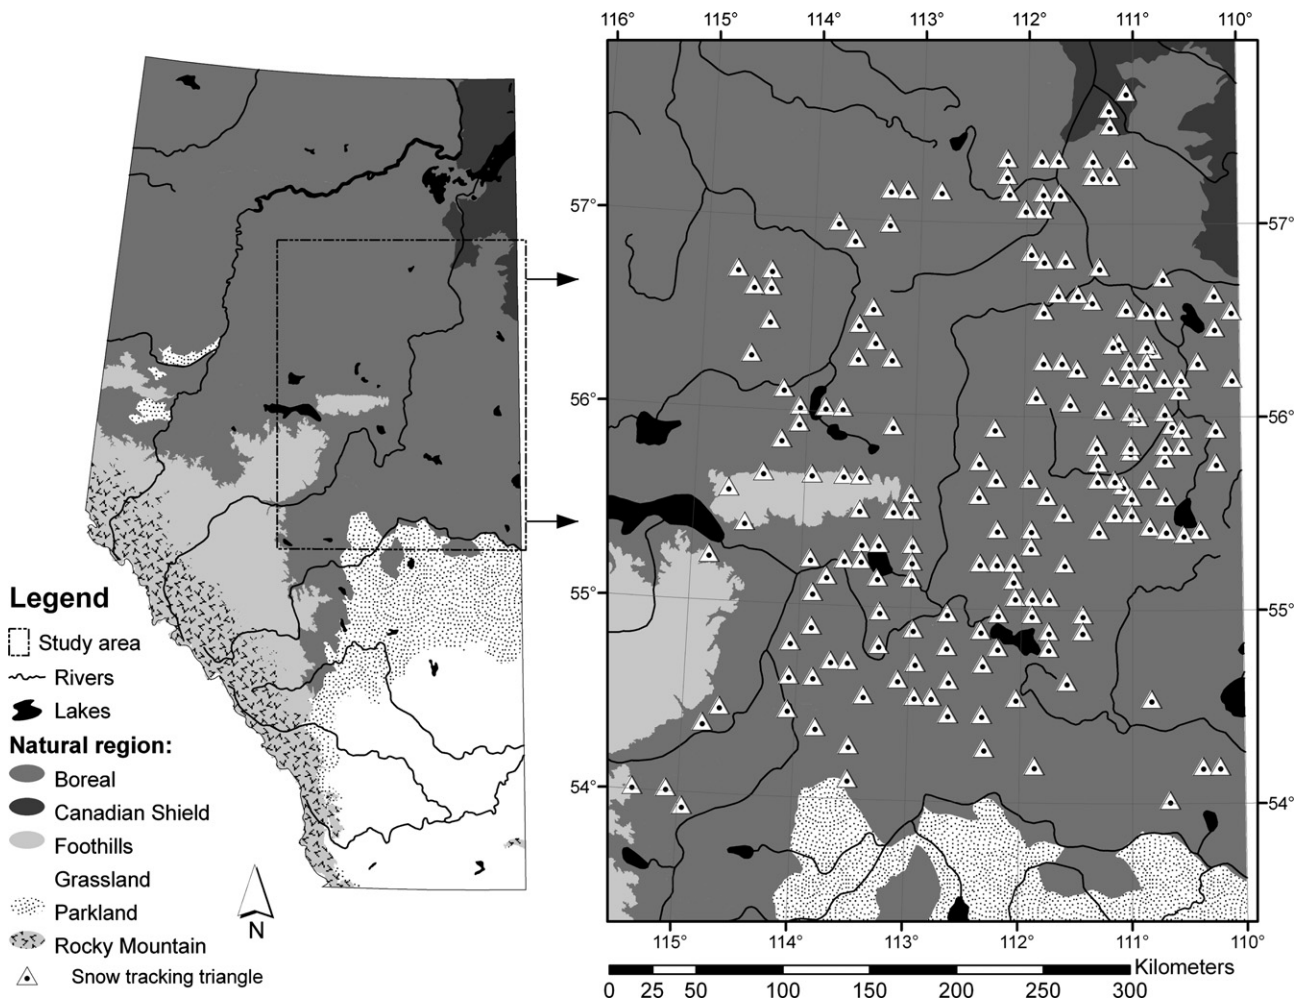 Legend
Study area
Rivers
Lakes
Natural region:
Boreal
Canadian Shield
Foothills
Grassland
Parkland
Rocky Mountain
Snow tracking triangle
N
116° 115° 114° 113° 112° 111° 110°
57° 57°
56° 56°
55° 55°
54° 54°
115° 114° 113° 112° 111° 110°
Kilometers
0 25 50 100 150 200 250 300